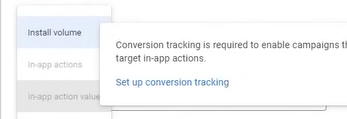 Install volume
Conversion tracking is required to enable campaigns
target in-app actions.
In-app actions
Set up conversion tracking
In-app action value